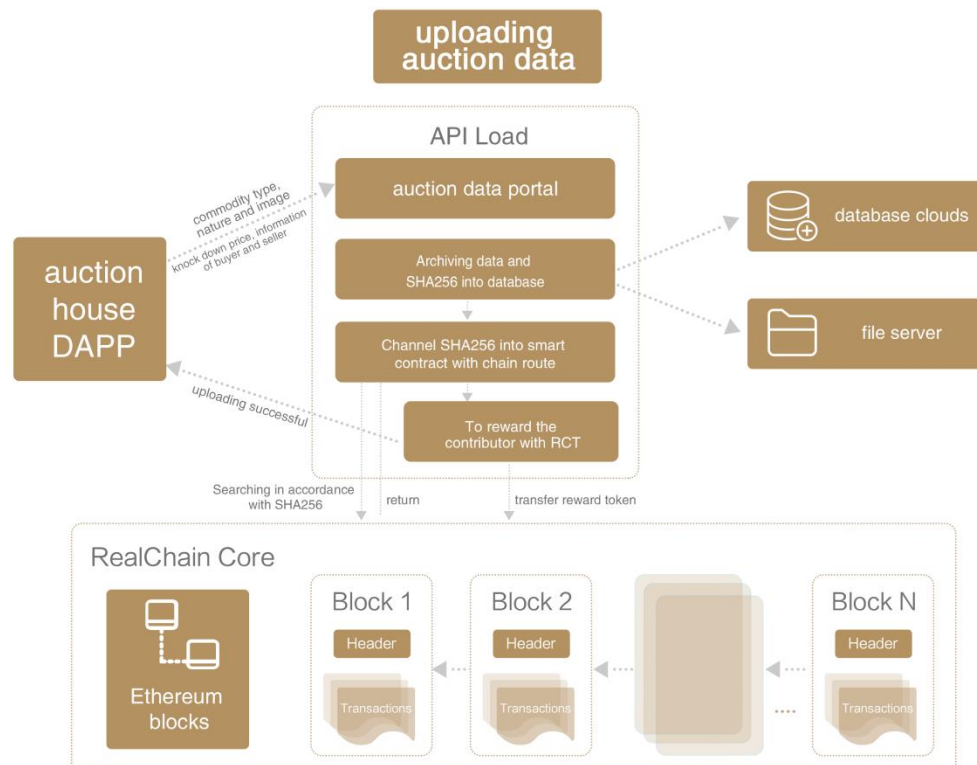 uploading
auction data
API Load
auction data portal
commodity type,
nature and image
knock down price, information
of buyer and seller
database clouds
Archiving data and
SHA256 into database
auction
house
DAPP
file server
Channel SHA256 into smart
contract with chain route
uploading successful
To reward the
contributor with RCT
Searching in accordance
with SHA256
return
transfer reward token
RealChain Core
Block 1
Block 2
Block N
Header
Header
Header
Ethereum
blocks
Transactions
Transactions
....
Transactions